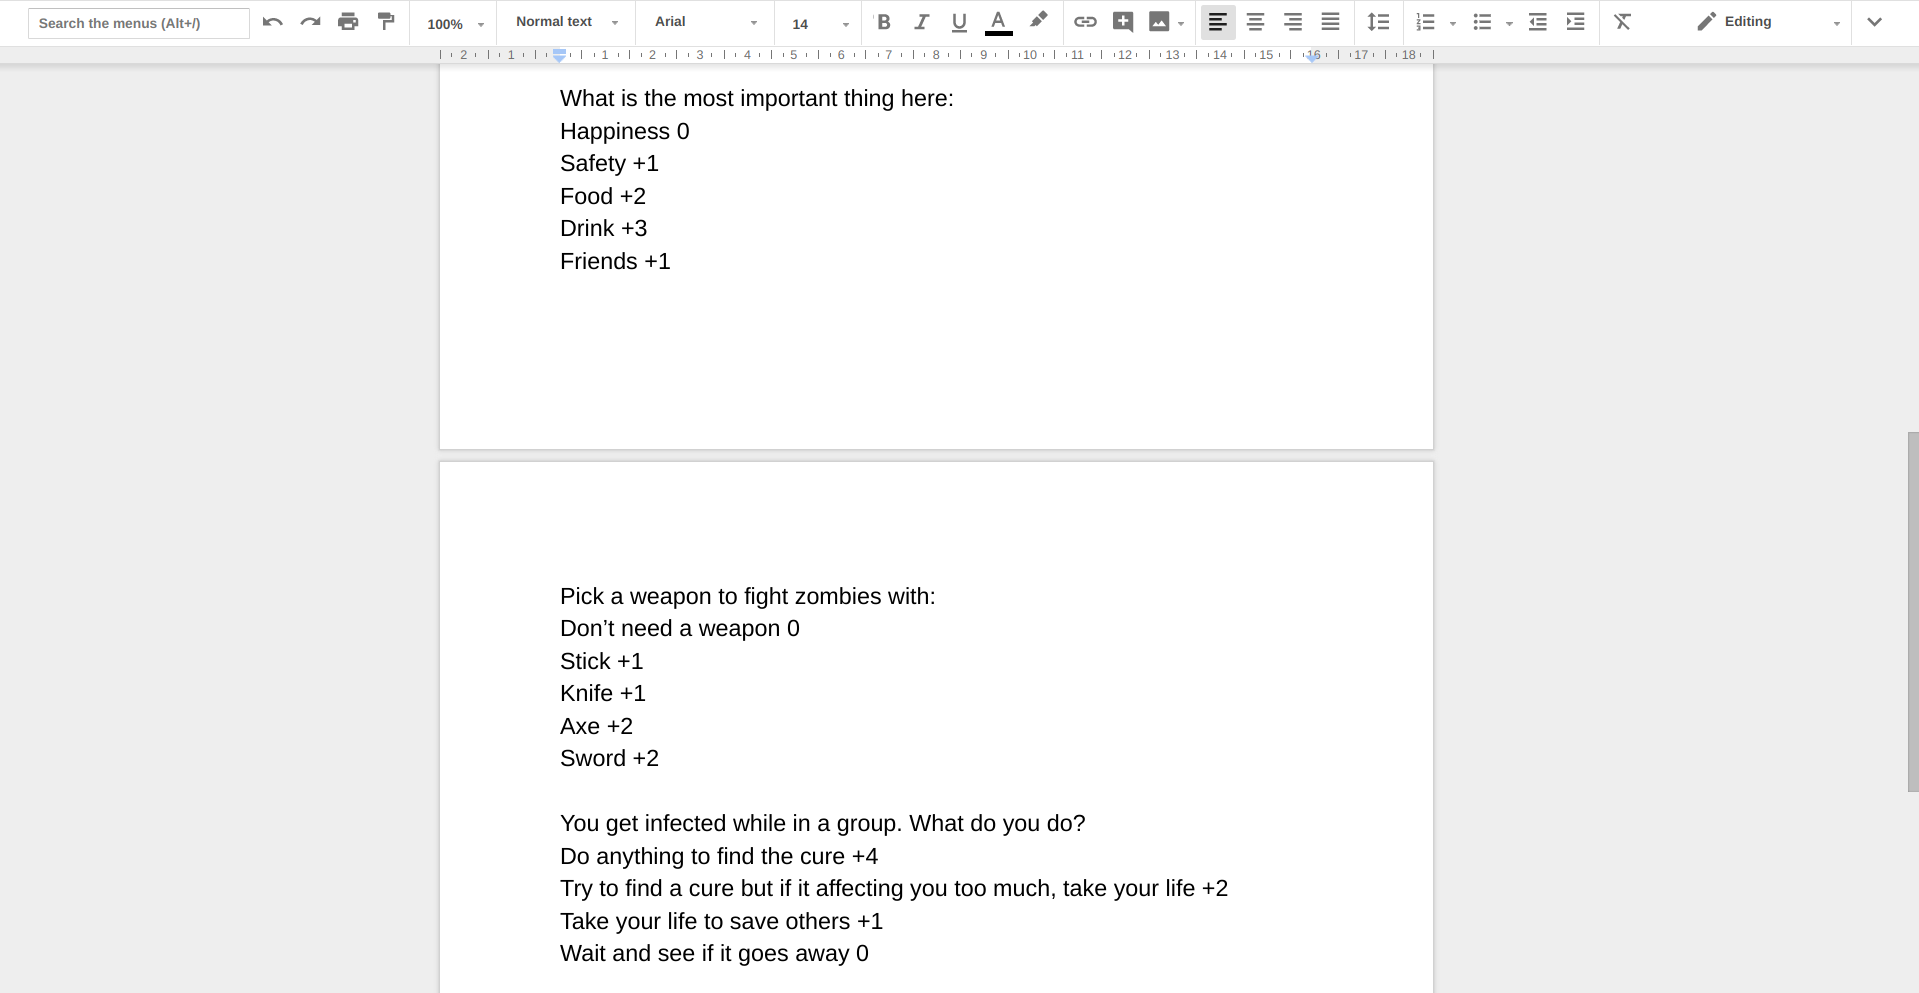 Search the menus (Alt+/)
100%
Normal text
Arial
14
B
I
U
A
Editing
2 1 1 2 3 4 5 6 7 8 9 10 11 12 13 14 15 16 17 18
What is the most important thing here:
Happiness 0
Safety +1
Food +2
Drink +3
Friends +1
Pick a weapon to fight zombies with:
Don’t need a weapon 0
Stick +1
Knife +1
Axe +2
Sword +2
You get infected while in a group. What do you do?
Do anything to find the cure +4
Try to find a cure but if it affecting you too much, take your life +2
Take your life to save others +1
Wait and see if it goes away 0